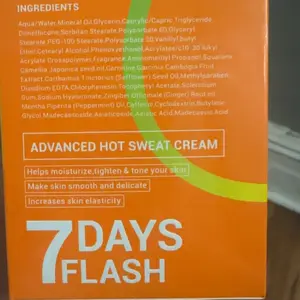 INGREDIENTS
Aqua/Water, Mineral Oil, Glycerin, Caprylic/Capric Triglyceride,
Dimethicone, Sorbitan Stearate, Polysorbate 60, Glyceryl
Stearate, PEG-100 Stearate, Polysorbate 20, Vanillyl Butyl
Ether, Cetearyl Alcohol, Phenoxyethanol, Acrylates/C10-30 Alkyl
Acrylate Crosspolymer, Fragrance, Aminomethyl Propanol, Squalane,
Camellia Japonica Seed Oil, Carnitine, Garcinia Cambogia Fruit
Extract, Carthamus Tinctorius (Safflower) Seed Oil, Methylparaben,
Disodium EDTA, Chlorphenesin, Tocopheryl Acetate, Sclerotium
Gum, Sodium Hyaluronate, Zingiber Officinale (Ginger) Root Oil,
Mentha Piperita (Peppermint) Oil, Caffeine, Cyclodextrin, Butylene
Glycol, Madecassoside, Asiaticoside, Asiatic Acid, Madecassic Acid
ADVANCED HOT SWEAT CREAM
Helps moisturize,tighten & tone your skin
Make skin smooth and delicate
Increases skin elasticity
7 DAYS
FLASH